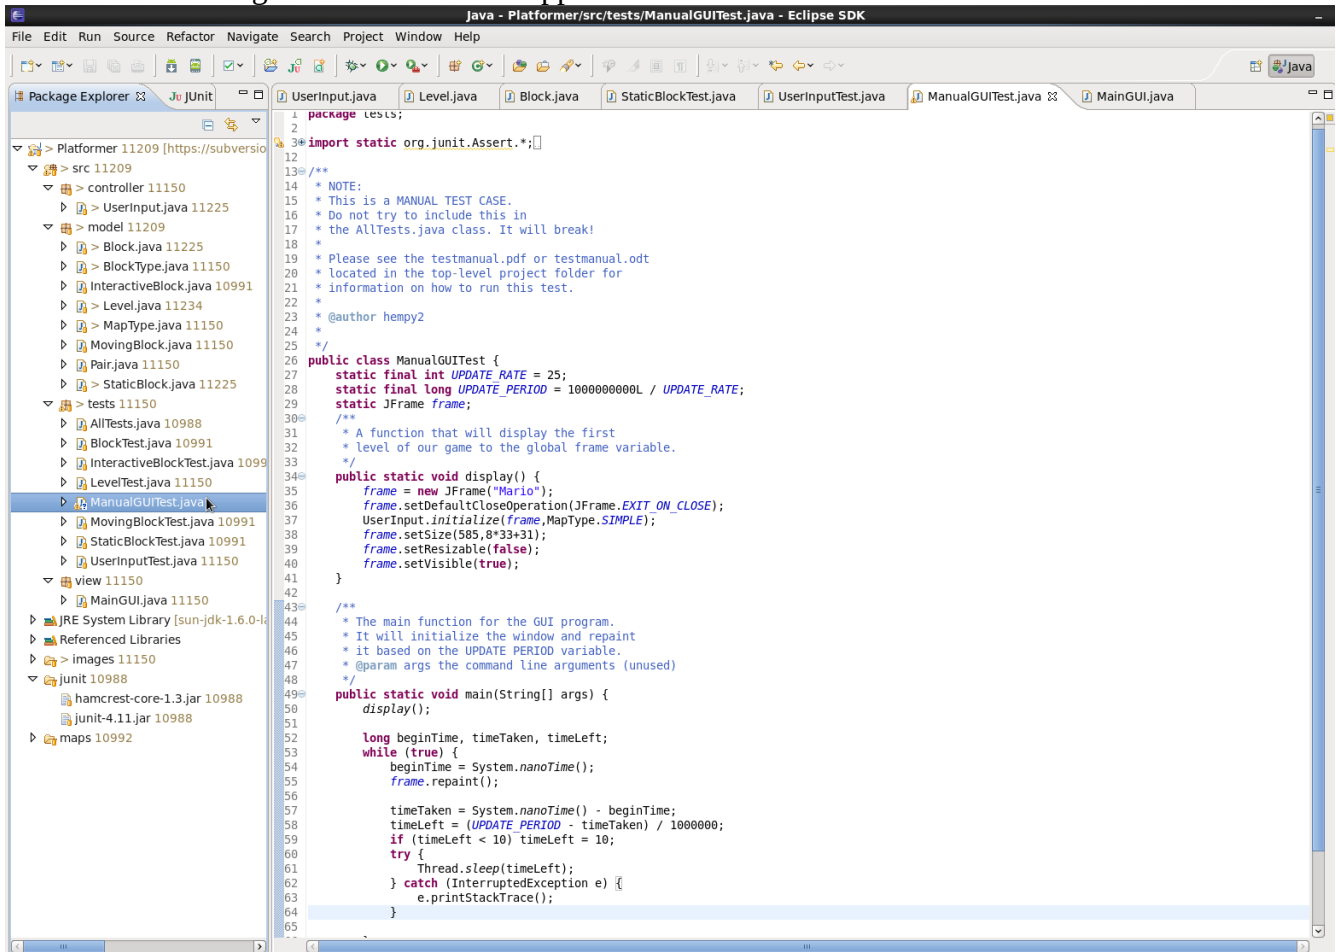 Java - Platformer/src/tests/ManualGUITest.java - Eclipse SDK
File Edit Run Source Refactor Navigate Search Project Window Help
Java
Package Explorer
JUnit
UserInput.java
Level.java
Block.java
StaticBlockTest.java
UserInputTest.java
ManualGUITest.java
MainGUI.java
> Platformer 11209 [https://subversio
> src 11209
> controller 11150
> UserInput.java 11225
> model 11209
> Block.java 11225
> BlockType.java 11150
InteractiveBlock.java 10991
> Level.java 11234
> MapType.java 11150
MovingBlock.java 11150
Pair.java 11150
> StaticBlock.java 11225
> tests 11150
AllTests.java 10988
BlockTest.java 10991
InteractiveBlockTest.java 1099
LevelTest.java 11150
ManualGUITest.java
MovingBlockTest.java 10991
StaticBlockTest.java 10991
UserInputTest.java 11150
view 11150
MainGUI.java 11150
JRE System Library [sun-jdk-1.6.0-la
Referenced Libraries
> images 11150
junit 10988
hamcrest-core-1.3.jar 10988
junit-4.11.jar 10988
maps 10992
1 package tests;
2
3 import static org.junit.Assert.*;
12
13 /**
14 * NOTE:
15 * This is a MANUAL TEST CASE.
16 * Do not try to include this in
17 * the AllTests.java class. It will break!
18 *
19 * Please see the testmanual.pdf or testmanual.odt
20 * located in the top-level project folder for
21 * information on how to run this test.
22 *
23 * @author hempy2
24 *
25 */
26 public class ManualGUITest {
27 static final int UPDATE_RATE = 25;
28 static final long UPDATE_PERIOD = 1000000000L / UPDATE_RATE;
29 static JFrame frame;
30 /**
31 * A function that will display the first
32 * level of our game to the global frame variable.
33 */
34 public static void display() {
35 frame = new JFrame("Mario");
36 frame.setDefaultCloseOperation(JFrame.EXIT_ON_CLOSE);
37 UserInput.initialize(frame,MapType.SIMPLE);
38 frame.setSize(585,8*33+31);
39 frame.setResizable(false);
40 frame.setVisible(true);
41 }
42
43 /**
44 * The main function for the GUI program.
45 * It will initialize the window and repaint
46 * it based on the UPDATE PERIOD variable.
47 * @param args the command line arguments (unused)
48 */
49 public static void main(String[] args) {
50 display();
51
52 long beginTime, timeTaken, timeLeft;
53 while (true) {
54 beginTime = System.nanoTime();
55 frame.repaint();
56
57 timeTaken = System.nanoTime() - beginTime;
58 timeLeft = (UPDATE_PERIOD - timeTaken) / 1000000;
59 if (timeLeft < 10) timeLeft = 10;
60 try {
61 Thread.sleep(timeLeft);
62 } catch (InterruptedException e) {
63 e.printStackTrace();
64 }
65